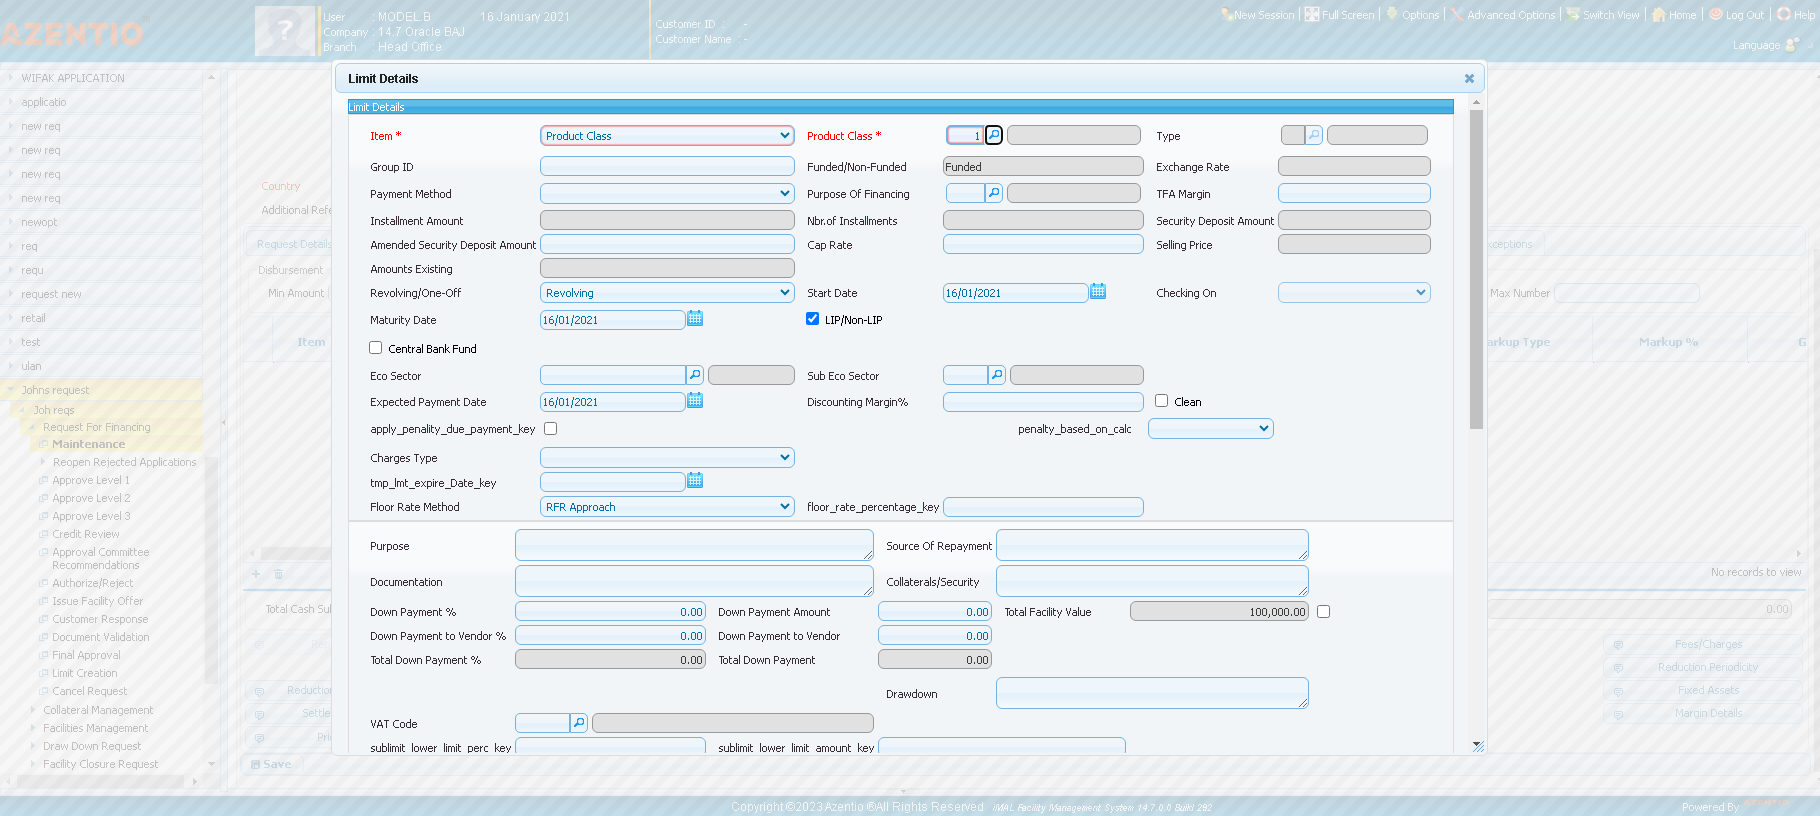 AZENTIO
User : MODEL B 16 January 2021
Company : 14.7 Oracle BAJ
Branch : Head Office
Customer ID : -
Customer Name : -
New Session Full Screen Options Advanced Options Switch View Home Log Out Help
Language
WIFAK APPLICATION
applicatio
new req
new req
new req
new req
newopt
req
requ
request new
retail
test
ulan
Johns request
Joh reqs
Request For Financing
Maintenance
Reopen Rejected Applications
Approve Level 1
Approve Level 2
Approve Level 3
Credit Review
Approval Committee
Recommendations
Authorize/Reject
Issue Facility Offer
Customer Response
Document Validation
Final Approval
Limit Creation
Cancel Request
Collateral Management
Facilities Management
Draw Down Request
Facility Closure Request
Country
Additional Refe
Request Details
Disbursement
Min Amount
Item
Total Cash Sub
Reduction
Settle
Save
Limit Details
Limit Details
Item * Product Class Product Class * 1 Type
Group ID Funded/Non-Funded Funded Exchange Rate
Payment Method Purpose Of Financing TFA Margin
Installment Amount Nbr.of Installments Security Deposit Amount
Amended Security Deposit Amount Cap Rate Selling Price
Amounts Existing
Revolving/One-Off Revolving Start Date 16/01/2021 Checking On
Maturity Date 16/01/2021 LIP/Non-LIP
Central Bank Fund
Eco Sector Sub Eco Sector
Expected Payment Date 16/01/2021 Discounting Margin% Clean
apply_penality_due_payment_key penalty_based_on_calc
Charges Type
tmp_lmt_expire_Date_key
Floor Rate Method RFR Approach floor_rate_percentage_key
Purpose Source Of Repayment
Documentation Collaterals/Security
Down Payment % 0.00 Down Payment Amount 0.00 Total Facility Value 100,000.00
Down Payment to Vendor % 0.00 Down Payment to Vendor 0.00
Total Down Payment % 0.00 Total Down Payment 0.00
Drawdown
VAT Code
sublimit_lower_limit_perc_key sublimit_lower_limit_amount_key
xceptions
Max Number
arkup Type Markup % G
No records to view
0.00
Fees/Charges
Reduction Periodicity
Fixed Assets
Margin Details
Copyright ©2023 Azentio ®All Rights Reserved iMAL Facility Management System 14.7.0.0 Build 292
Powered By AZENTIO